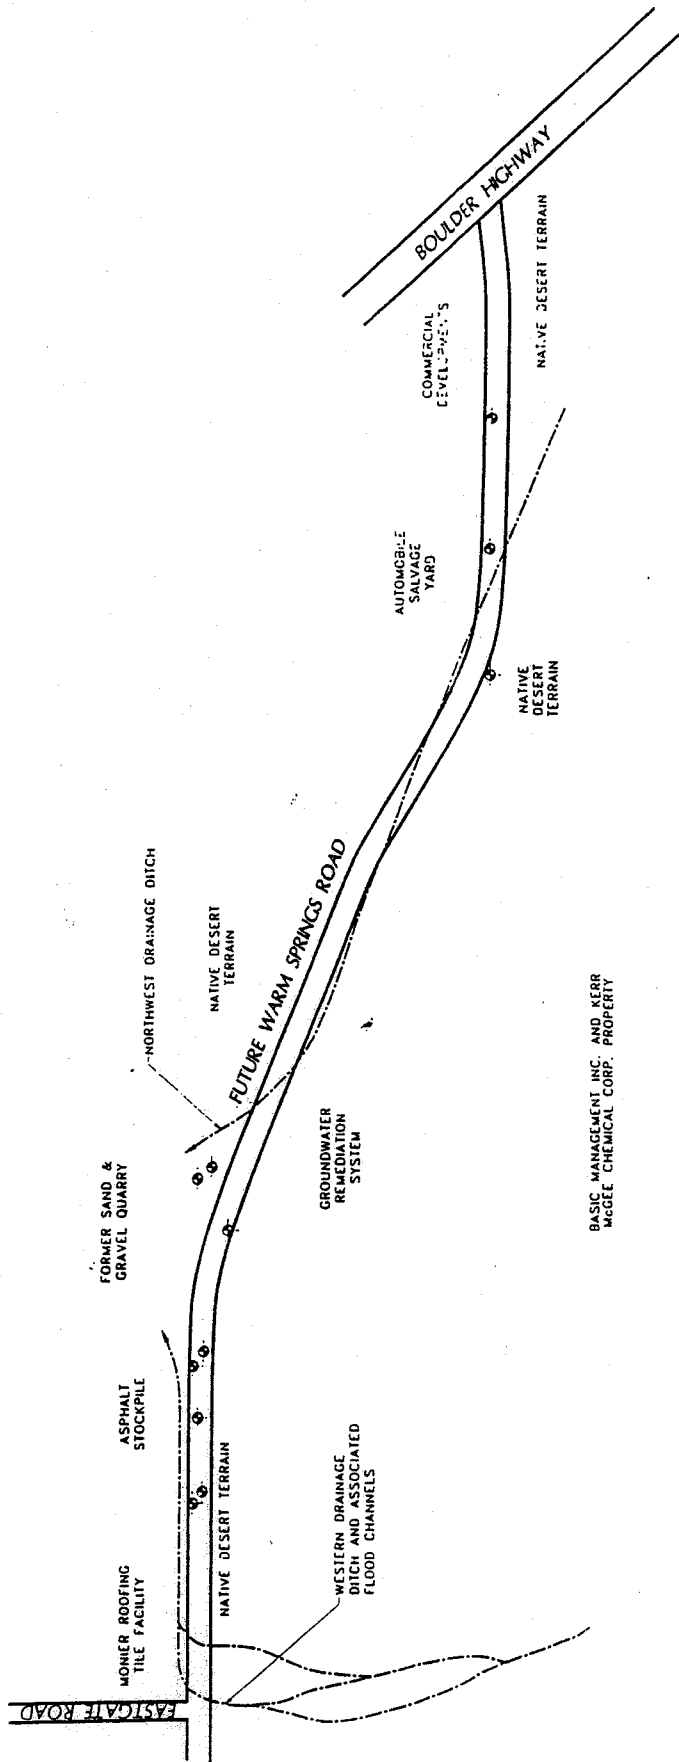 BOULDER HIGHWAY
COMMERCIAL
DEVELOPMENTS
NATIVE DESERT TERRAIN
AUTOMOBILE
SALVAGE
YARD
NATIVE
DESERT
TERRAIN
NORTHWEST DRAINAGE DITCH
NATIVE DESERT
TERRAIN
FUTURE WARM SPRINGS ROAD
FORMER SAND &
GRAVEL QUARRY
GROUNDWATER
REMEDIATION
SYSTEM
BASIC MANAGEMENT INC. AND KERR
McGEE CHEMICAL CORP. PROPERTY
ASPHALT
STOCKPILE
NATIVE DESERT TERRAIN
WESTERN DRAINAGE
DITCH AND ASSOCIATED
FLOOD CHANNELS
MONIER ROOFING
TILE FACILITY
EASTGATE ROAD